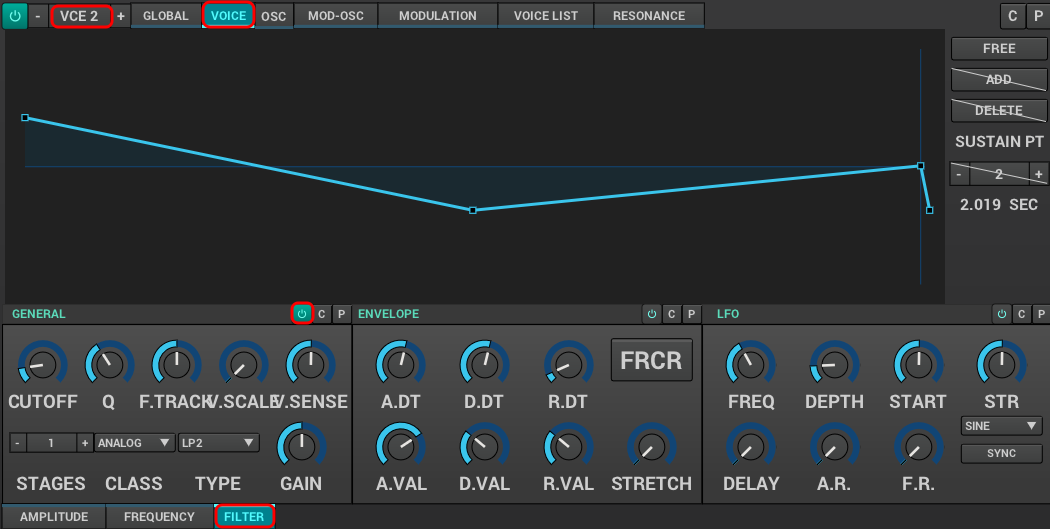 - VCE 2 + GLOBAL VOICE OSC MOD-OSC MODULATION VOICE LIST RESONANCE C P
FREE
ADD
DELETE
SUSTAIN PT
- 2 +
2.019 SEC
GENERAL C P ENVELOPE C P LFO C P
FRCR
CUTOFF Q F.TRACK V.SCALE V.SENSE A.DT D.DT R.DT FREQ DEPTH START STR
- 1 + ANALOG LP2 SINE
SYNC
STAGES CLASS TYPE GAIN A.VAL D.VAL R.VAL STRETCH DELAY A.R. F.R.
AMPLITUDE FREQUENCY FILTER